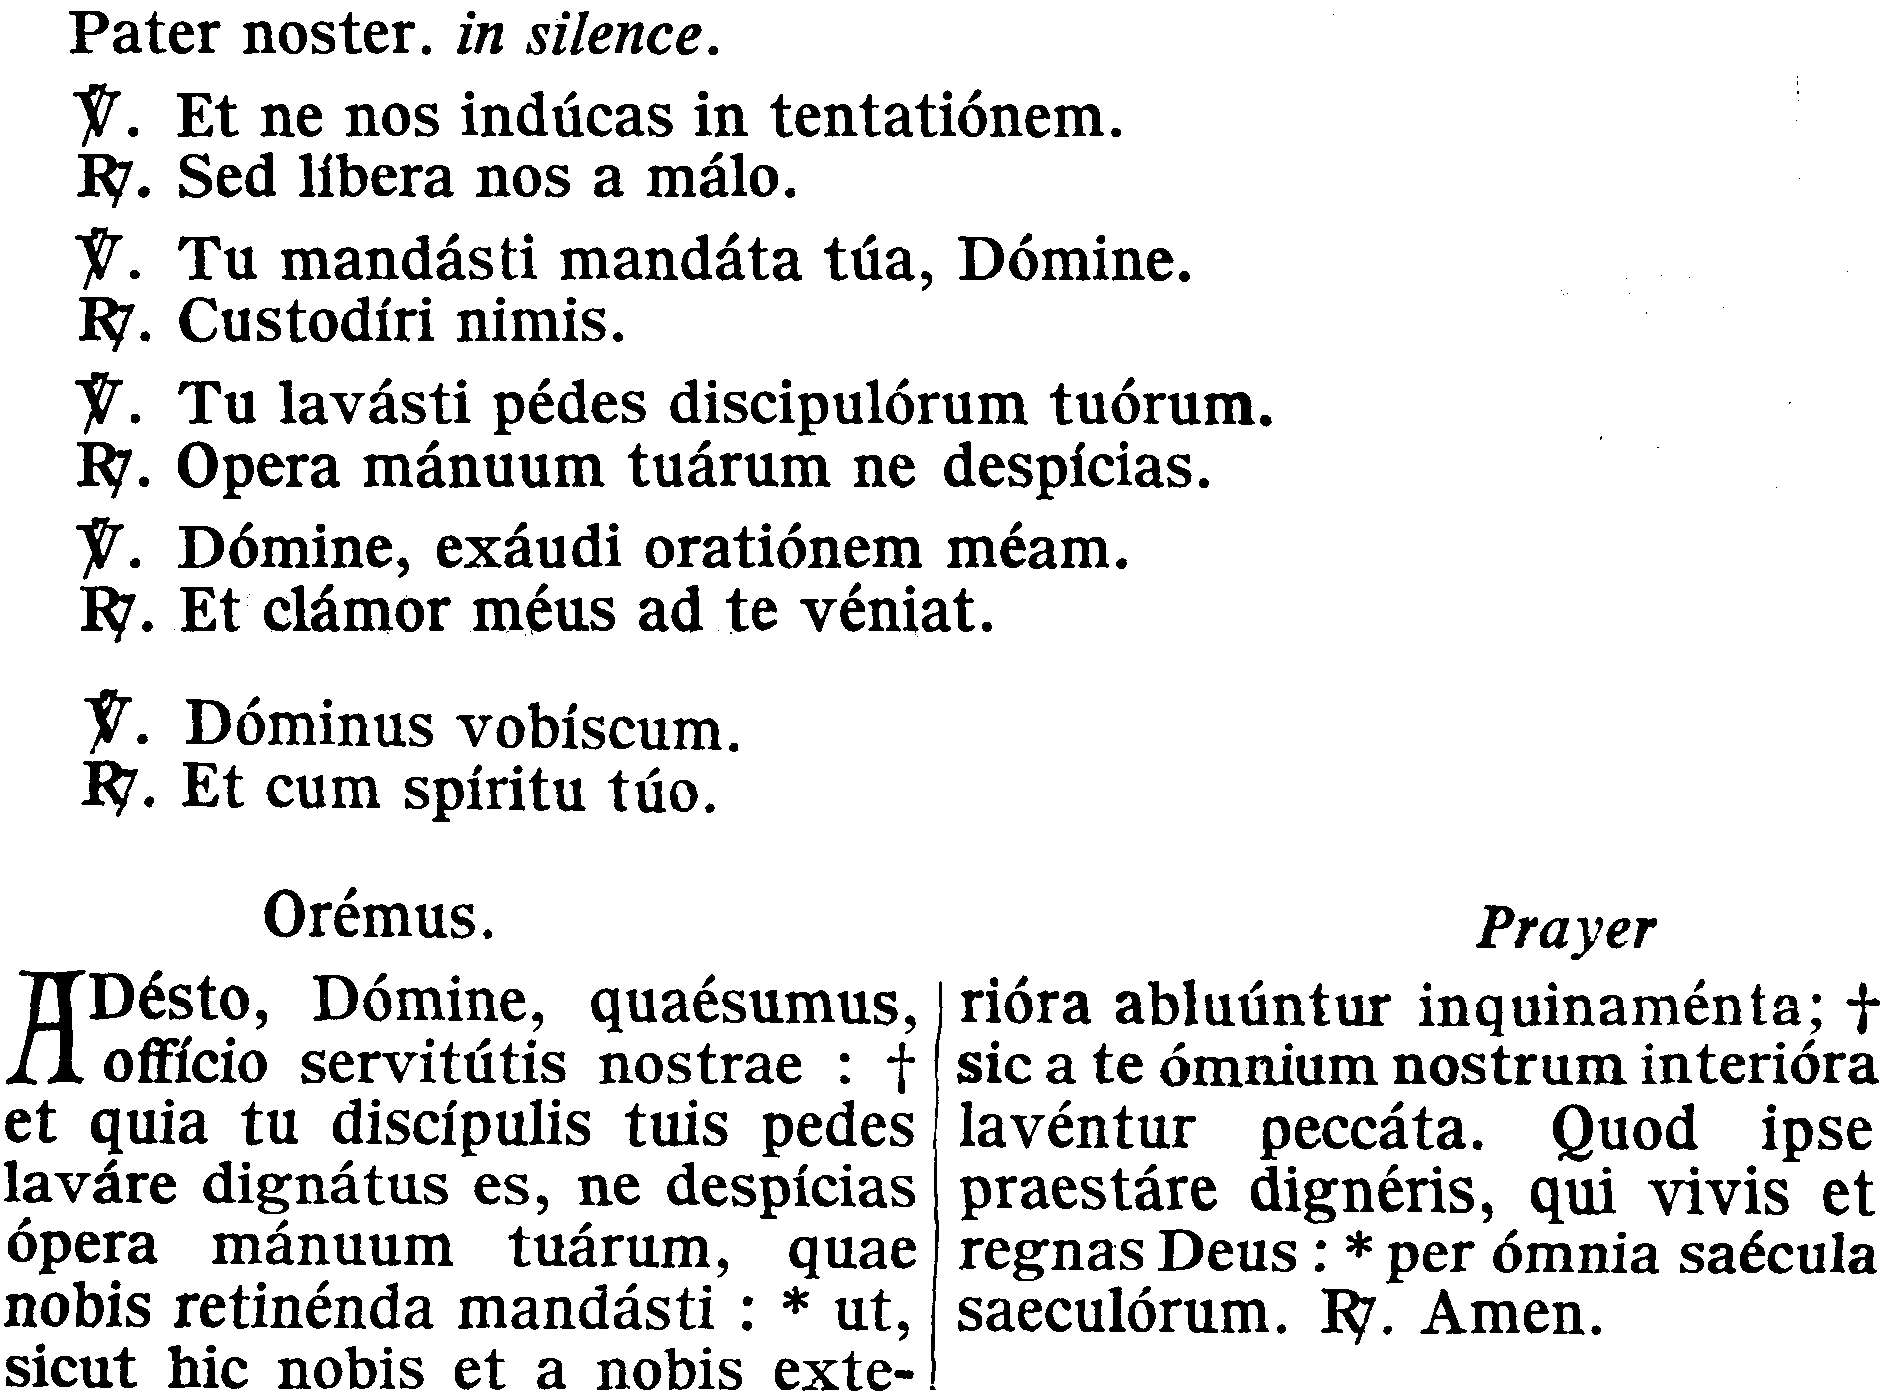 Pater noster. in silence.
℣. Et ne nos indúcas in tentatiónem.
℟. Sed líbera nos a málo.
℣. Tu mandásti mandáta túa, Dómine.
℟. Custodíri nimis.
℣. Tu lavásti pédes discipulórum tuórum.
℟. Opera mánuum tuárum ne despícias.
℣. Dómine, exáudi oratiónem méam.
℟. Et clámor méus ad te véniat.
℣. Dóminus vobíscum.
℟. Et cum spíritu túo.
Orémus.
Prayer
ADésto, Dómine, quaésumus,
offício servitútis nostrae : †
et quia tu discípulis tuis pedes
laváre dignátus es, ne despícias
ópera mánuum tuárum, quae
nobis retinénda mandásti : * ut,
sicut hic nobis et a nobis exte-
rióra abluúntur inquinaménta; †
sic a te ómnium nostrum interióra
lavéntur peccáta. Quod ipse
praestáre dignéris, qui vivis et
regnas Deus : * per ómnia saécula
saeculórum. ℟. Amen.